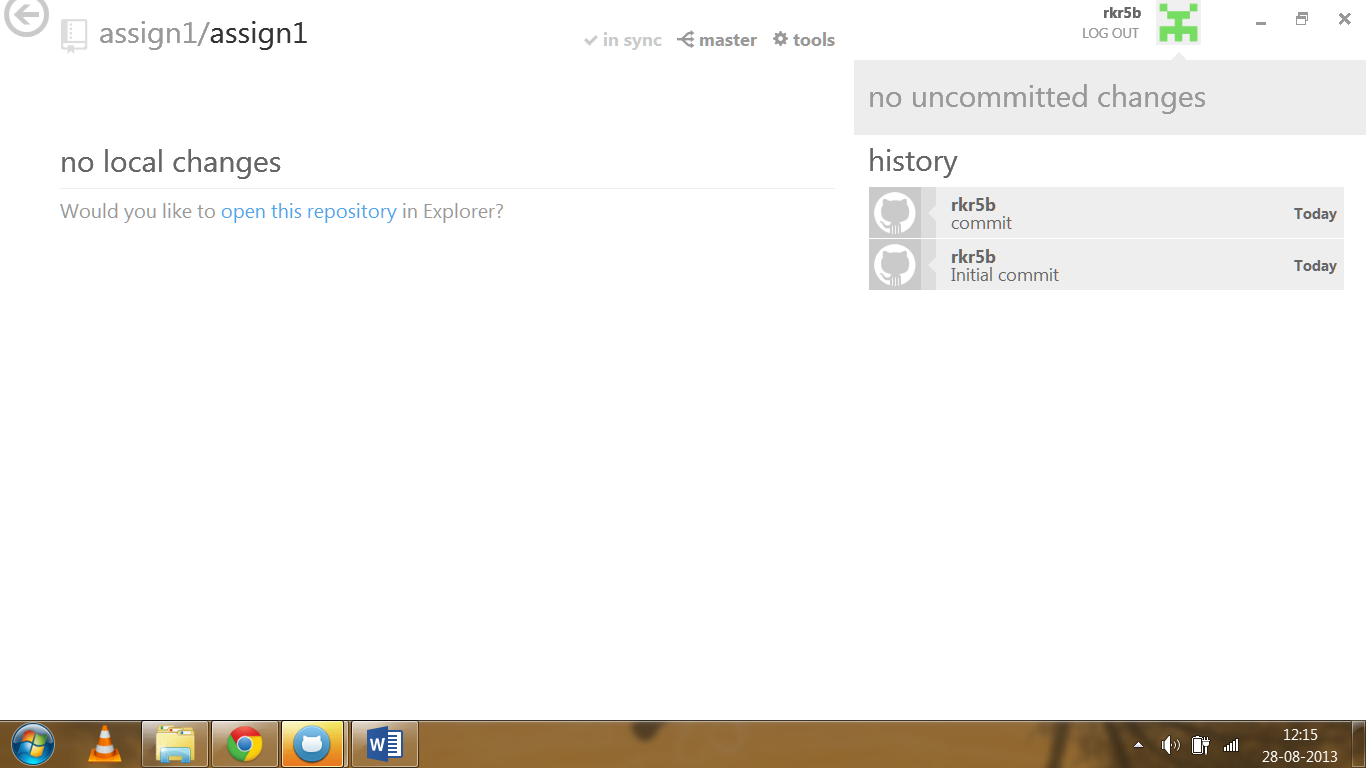 assign1/assign1
in sync master tools
rkr5b
LOG OUT
no uncommitted changes
no local changes
Would you like to open this repository in Explorer?
history
rkr5b
commit
Today
rkr5b
Initial commit
Today
W
12:15
28-08-2013